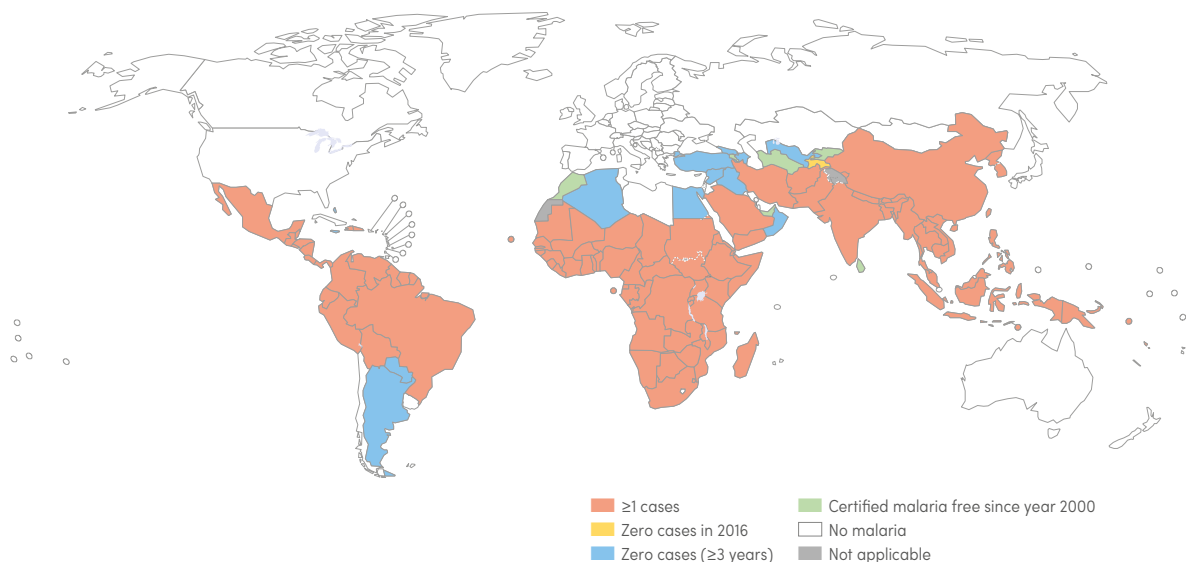 ≥1 cases
Zero cases in 2016
Zero cases (≥3 years)
Certified malaria free since year 2000
No malaria
Not applicable